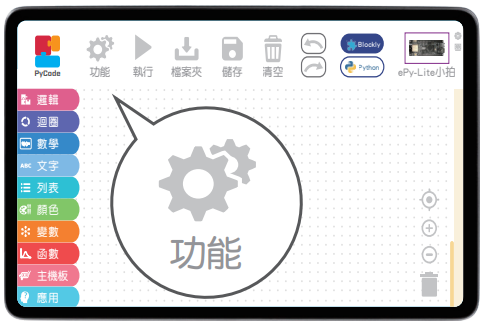 PyCode
功能
執行
檔案夾
儲存
清空
Blockly
Python
ePy-Lite小拍
邏輯
迴圈
數學
ABC 文字
列表
顏色
變數
函數
主機板
應用
功能